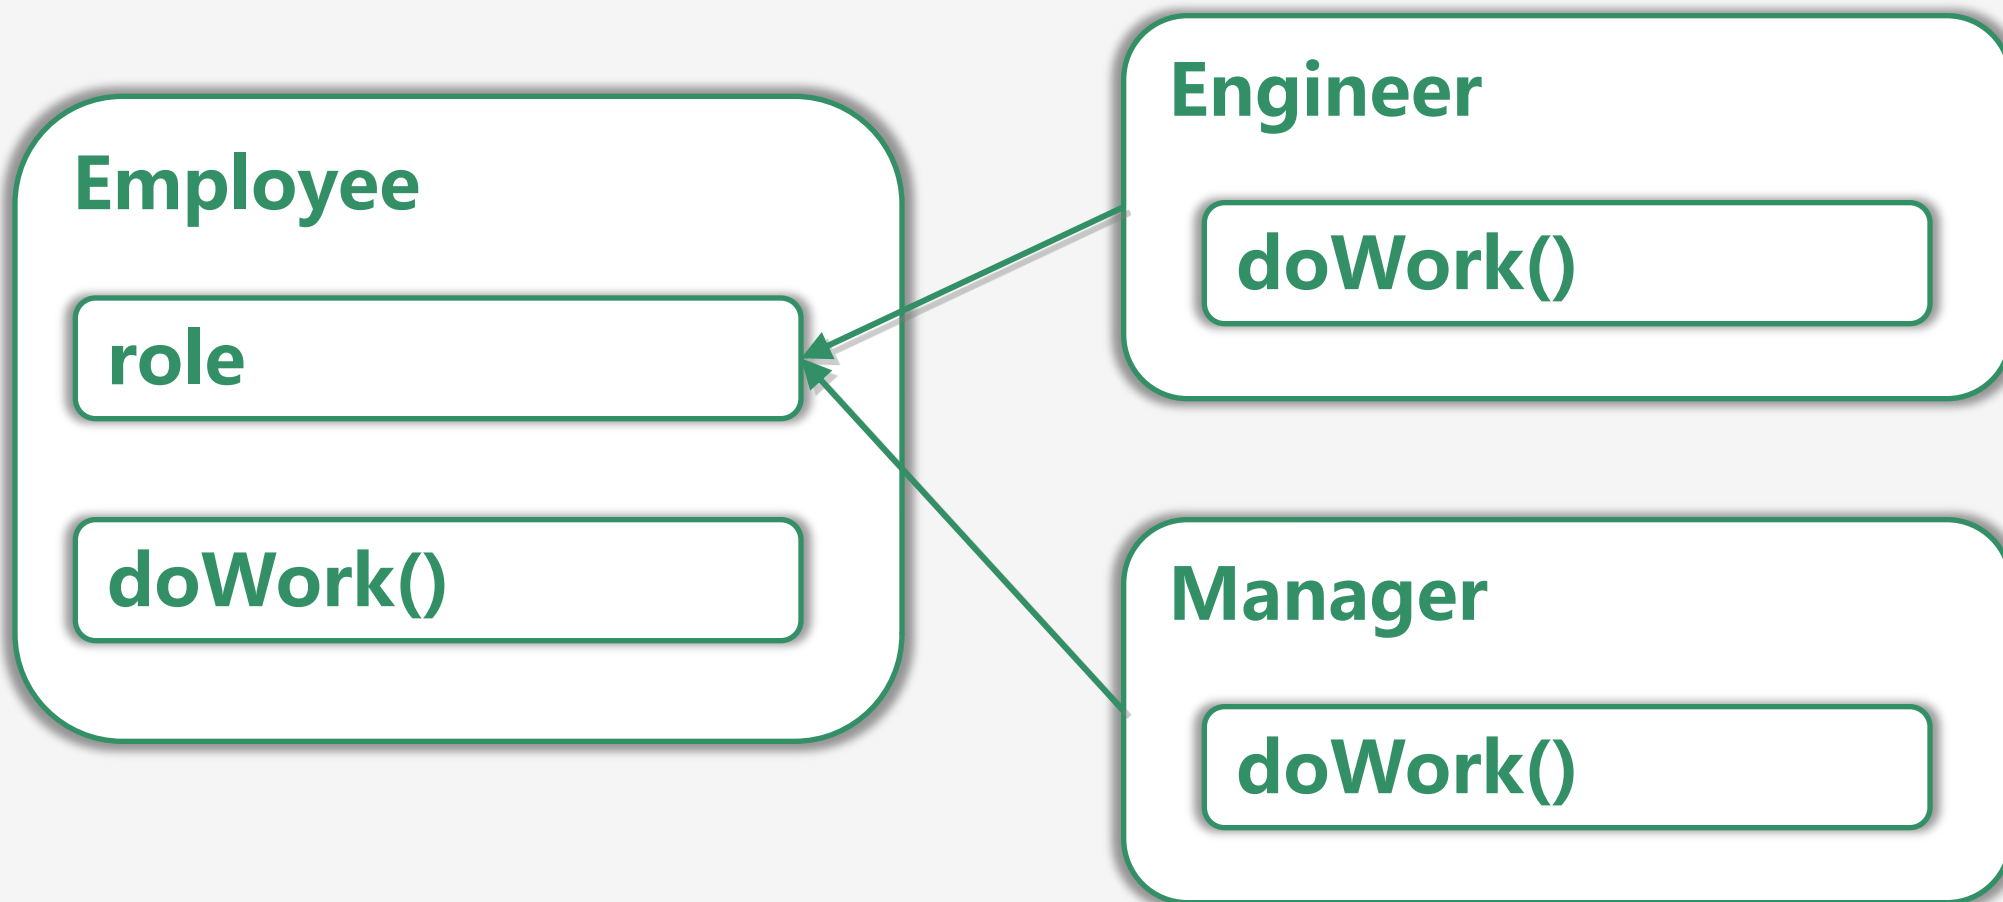 Employee
role
doWork()
Engineer
doWork()
Manager
doWork()